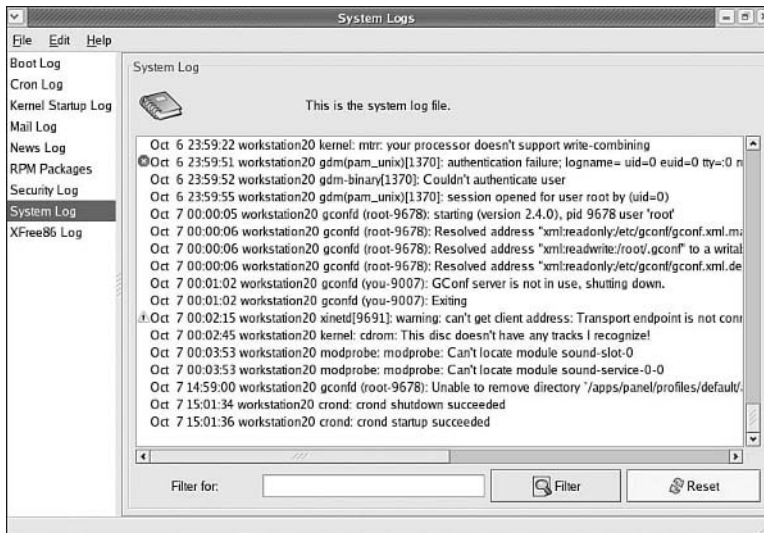 System Logs
File Edit Help
Boot Log
Cron Log
Kernel Startup Log
Mail Log
News Log
RPM Packages
Security Log
System Log
XFree86 Log
System Log
This is the system log file.
Oct 6 23:59:22 workstation20 kernel: mtrr: your processor doesn't support write-combining
Oct 6 23:59:51 workstation20 gdm(pam_unix)[1370]: authentication failure; logname= uid=0 euid=0 tty=:0
Oct 6 23:59:52 workstation20 gdm-binary[1370]: Couldn't authenticate user
Oct 6 23:59:55 workstation20 gdm(pam_unix)[1370]: session opened for user root by (uid=0)
Oct 7 00:00:05 workstation20 gconfd (root-9678): starting (version 2.4.0), pid 9678 user 'root'
Oct 7 00:00:06 workstation20 gconfd (root-9678): Resolved address "xml:readonly:/etc/gconf/gconf.xml.ma
Oct 7 00:00:06 workstation20 gconfd (root-9678): Resolved address "xml:readwrite:/root/.gconf" to a writab
Oct 7 00:00:06 workstation20 gconfd (root-9678): Resolved address "xml:readonly:/etc/gconf/gconf.xml.de
Oct 7 00:01:02 workstation20 gconfd (you-9007): GConf server is not in use, shutting down.
Oct 7 00:01:02 workstation20 gconfd (you-9007): Exiting
Oct 7 00:02:15 workstation20 xinetd[9691]: warning: can't get client address: Transport endpoint is not conn
Oct 7 00:02:45 workstation20 kernel: cdrom: This disc doesn't have any tracks I recognize!
Oct 7 00:03:53 workstation20 modprobe: modprobe: Can't locate module sound-slot-0
Oct 7 00:03:53 workstation20 modprobe: modprobe: Can't locate module sound-service-0-0
Oct 7 14:59:00 workstation20 gconfd (root-9678): Unable to remove directory `/apps/panel/profiles/default/
Oct 7 15:01:34 workstation20 crond: crond shutdown succeeded
Oct 7 15:01:36 workstation20 crond: crond startup succeeded
Filter for:
Filter
Reset